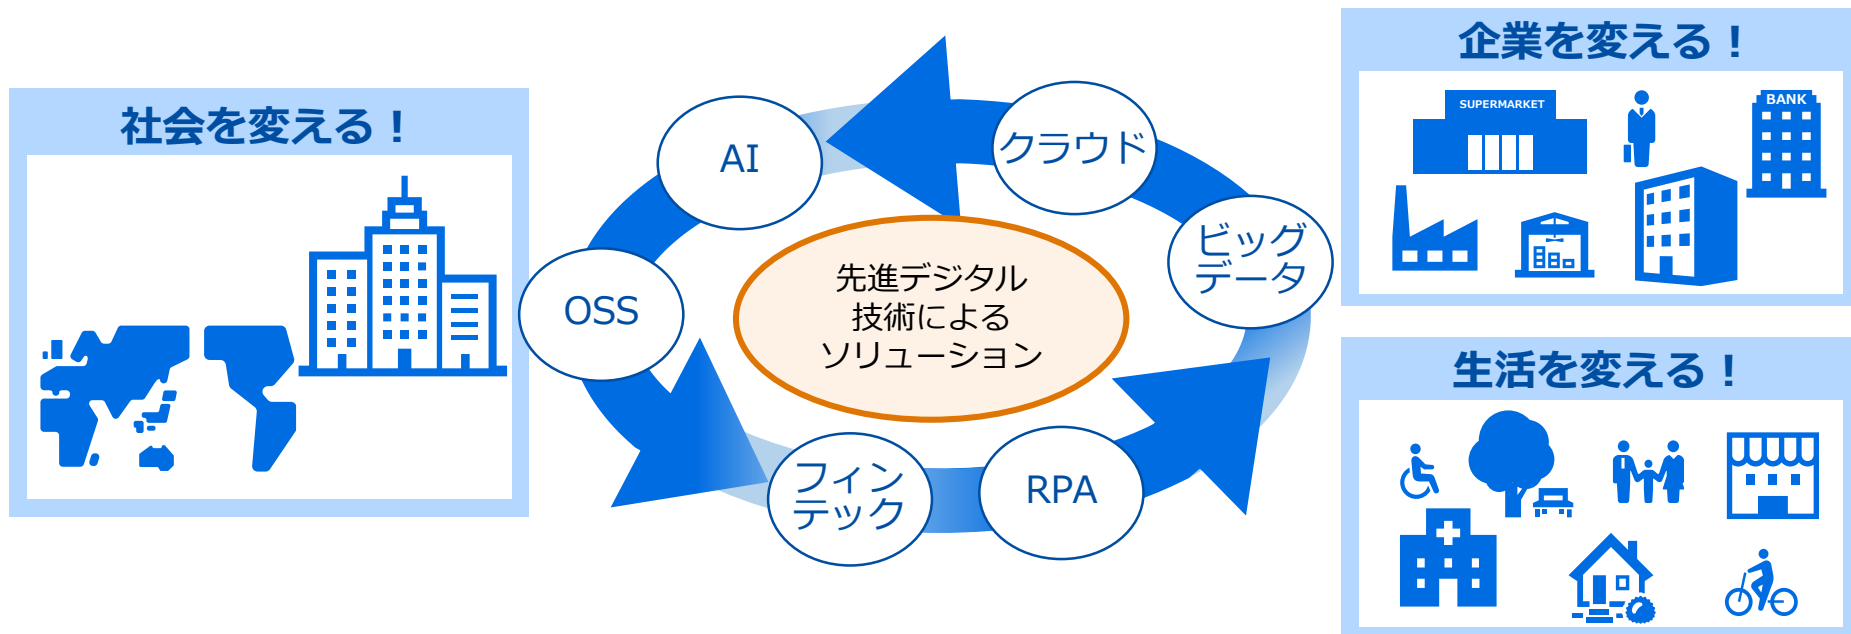 社会を変える！
AI
クラウド
ビッグ
データ
OSS
先進デジタル
技術による
ソリューション
フィン
テック
RPA
企業を変える！
SUPERMARKET
BANK
生活を変える！